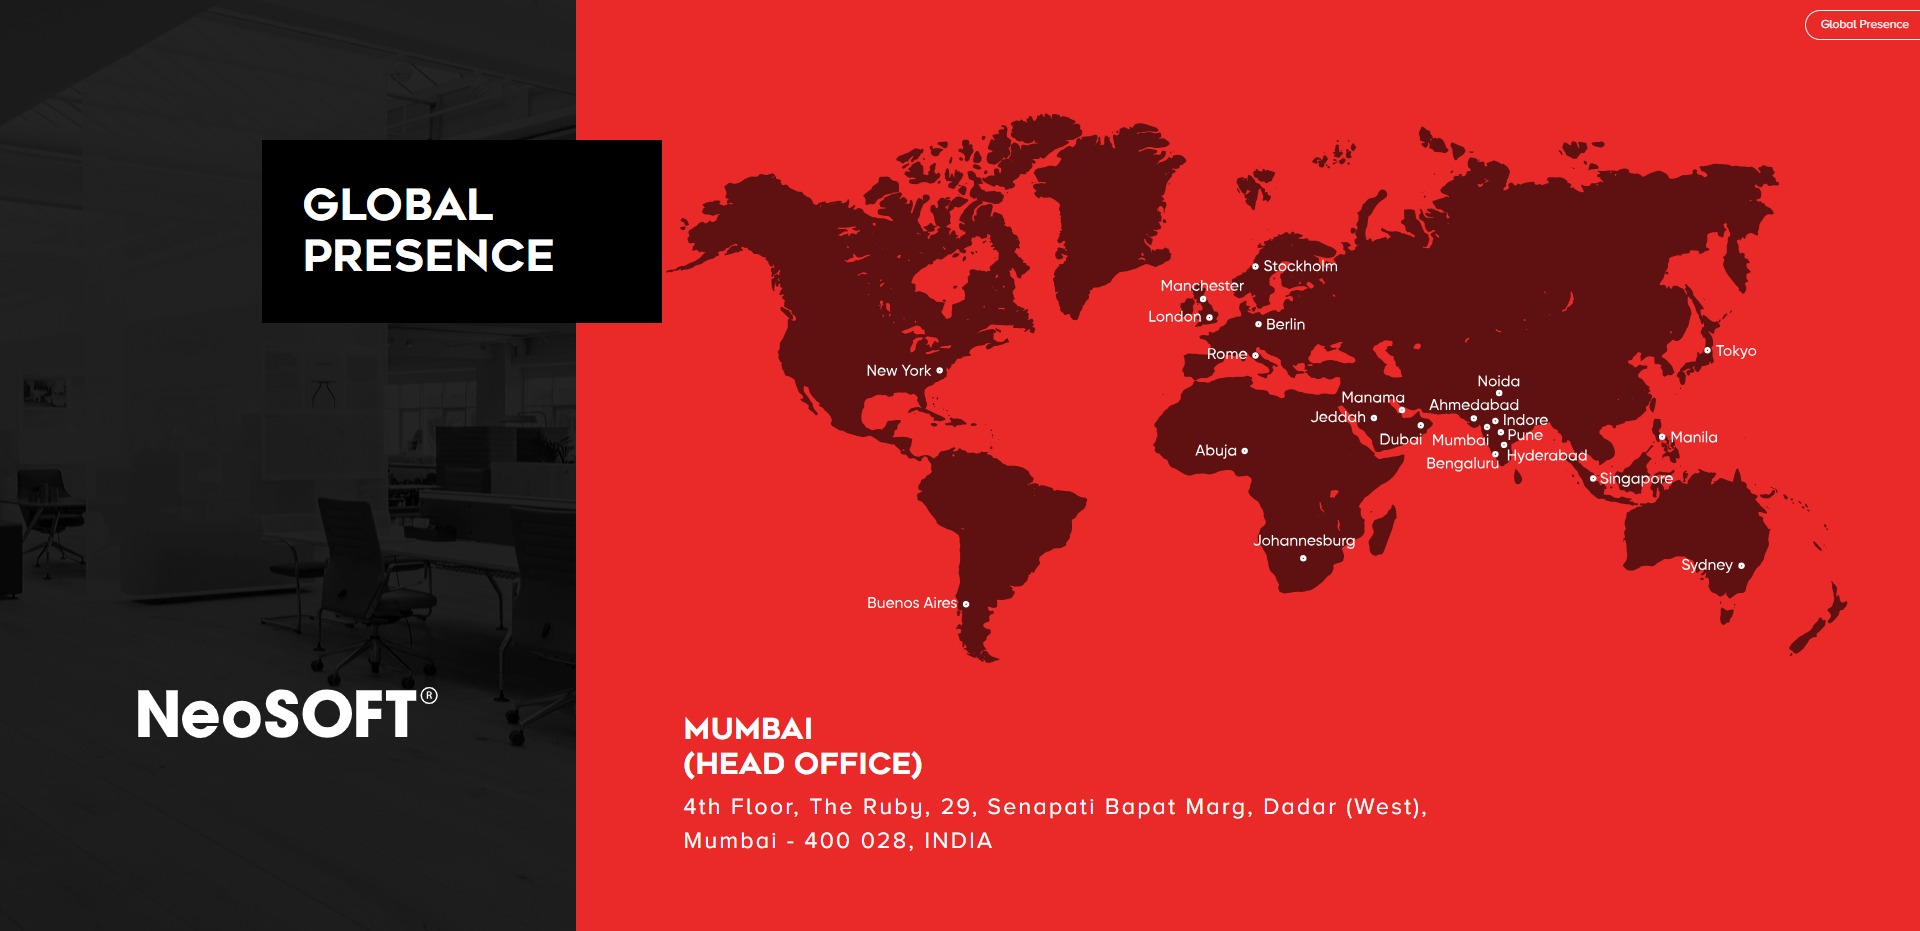 Global Presence
GLOBAL
PRESENCE
Stockholm
Manchester
London
Berlin
Rome
New York
Tokyo
Noida
Manama
Ahmedabad
Jeddah
Indore
Dubai
Mumbai
Pune
Manila
Abuja
Bengaluru
Hyderabad
Singapore
Johannesburg
Sydney
Buenos Aires
NeoSOFT®
MUMBAI
(HEAD OFFICE)
4th Floor, The Ruby, 29, Senapati Bapat Marg, Dadar (West),
Mumbai - 400 028, INDIA